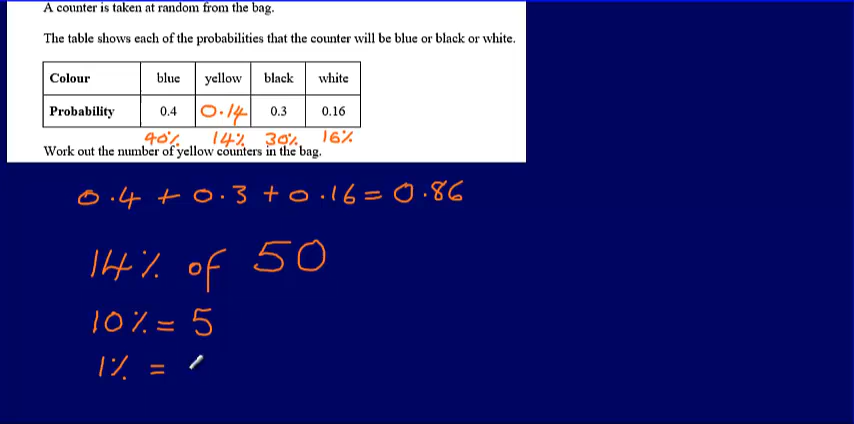 A counter is taken at random from the bag.
The table shows each of the probabilities that the counter will be blue or black or white.
Colour blue yellow black white
Probability 0.4 0.14 0.3 0.16
40% 14% 30% 16%
Work out the number of yellow counters in the bag.
0.4 + 0.3 + 0.16 = 0.86
14% of 50
10% = 5
1% =